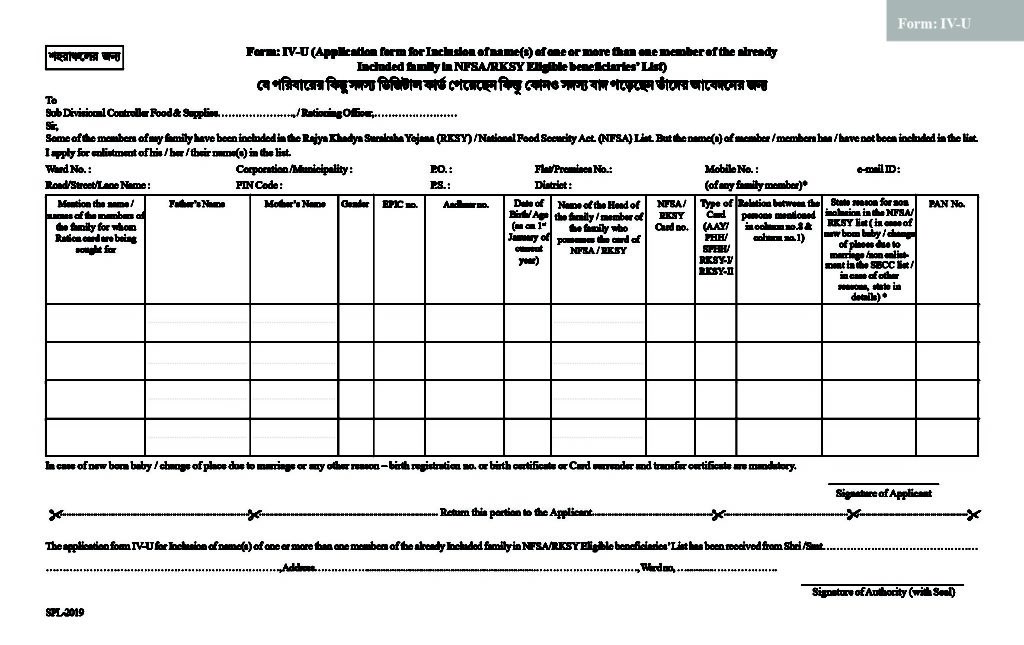 Form: IV-U
শহরাঞ্চলের জন্য
Form: IV-U (Application form for Inclusion of name(s) of one or more than one member of the already
Included family in NFSA/RKSY Eligible beneficiaries' List)
যে পরিবারের কিছু সদস্য ডিজিটাল কার্ড পেয়েছেন কিন্তু কোনও সদস্য বাদ পড়েছেন তাঁদের আবেদনের জন্য
To
Sub Divisional Controller Food & Supplies…………………, / Rationing Officer,……………………
Sir,
Some of the members of my family have been included in the Rajya Khadya Suraksha Yojana (RKSY) / National Food Security Act. (NFSA) List. But the name(s) of member / members has / have not been included in the list.
I apply for enlistment of his / her / their name(s) in the list.
Ward No. : Corporation /Municipality : P.O. : Flat/Premises No.: Mobile No. : e-mail ID :
Road/Street/Lane Name : PIN Code : P.S. : District : (of any family member)*
Mention the name /
names of the members of
the family for whom
Ration card are being
sought for
Father's Name
Mother's Name
Gender
EPIC no.
Aadhaar no.
Date of
Birth/ Age
(as on 1st
January of
current
year)
Name of the Head of
the family / member of
the family who
possesses the card of
NFSA / RKSY
NFSA /
RKSY
Card no.
Type of
Card
(AAY/
PHH/
SPHH/
RKSY-I/
RKSY-II
Relation between the
persons mentioned
in column no.8 &
column no.1)
State reason for non
inclusion in the NFSA/
RKSY list ( in case of
new born baby / change
of places due to
marriage /non enlist-
ment in the SECC list /
in case of other
reasons, state in
details) *
PAN No.
In case of new born baby / change of place due to marriage or any other reason – birth registration no. or birth certificate or Card surrender and transfer certificate are mandatory.
Signature of Applicant
Return this portion to the Applicant
The application form IV-U for Inclusion of name(s) of one or more than one members of the already Included family in NFSA/RKSY Eligible beneficiaries' List has been received from Shri /Smt.………………………………………
……………………………………………………………, Address……………………………………………………………………………………, Ward no, ………………………
Signature of Authority (with Seal)
SPL-2019